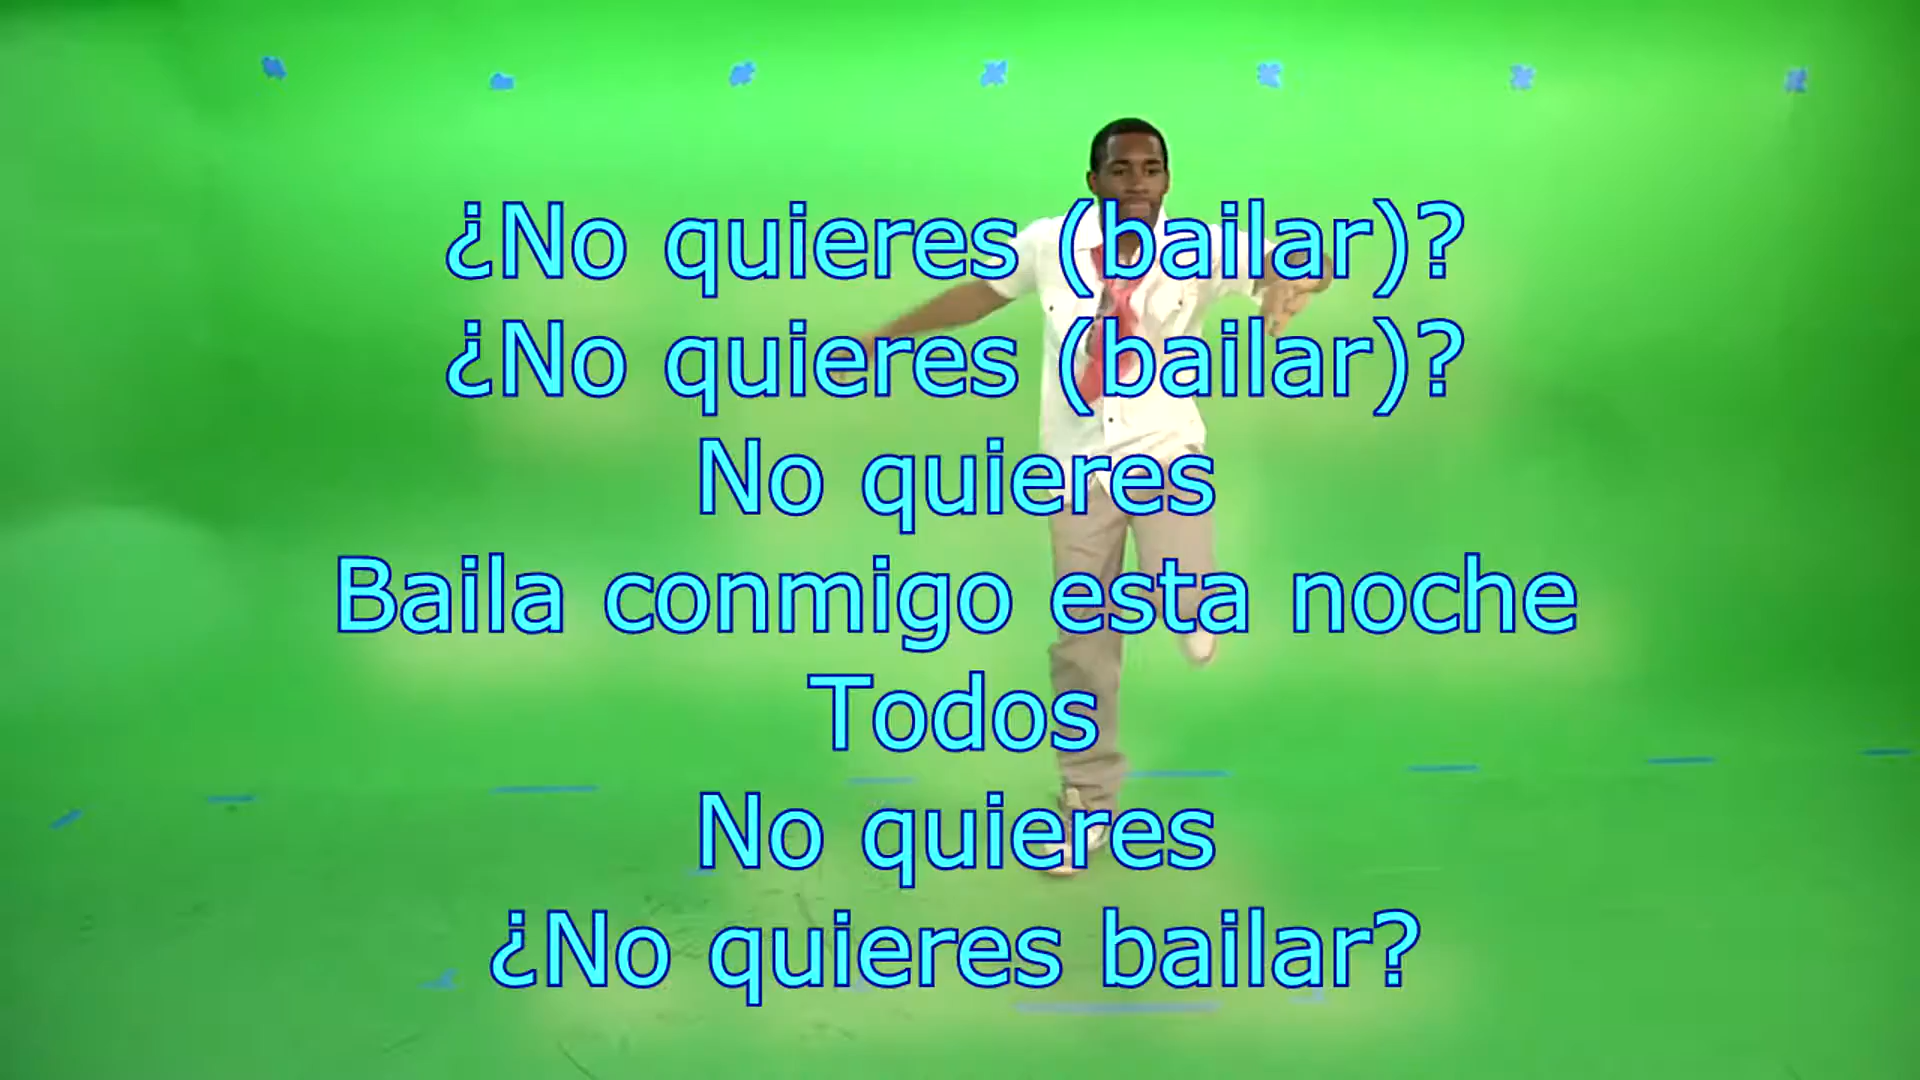 ¿No quieres (bailar)?
¿No quieres (bailar)?
No quieres
Baila conmigo esta noche
Todos
No quieres
¿No quieres bailar?